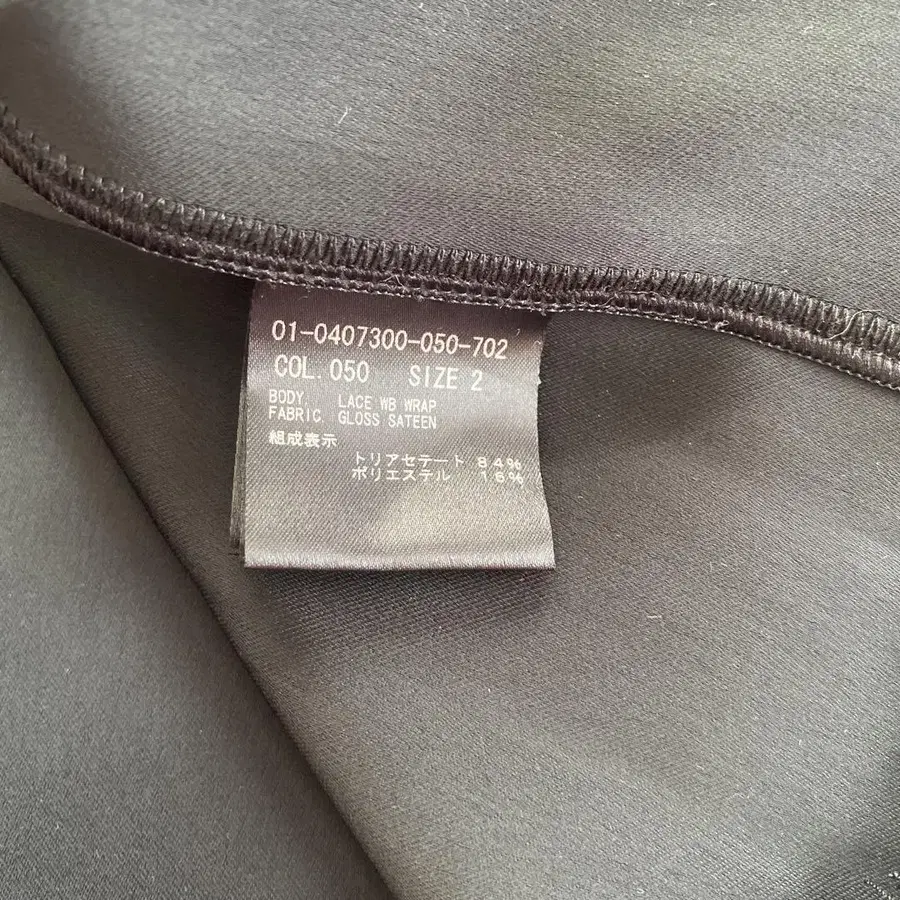 01-0407300-050-702
COL. 050 SIZE 2
BODY. LACE WB WRAP
FABRIC GLOSS SATEEN
組成表示
トリアセテート 84%
ポリエステル 16%